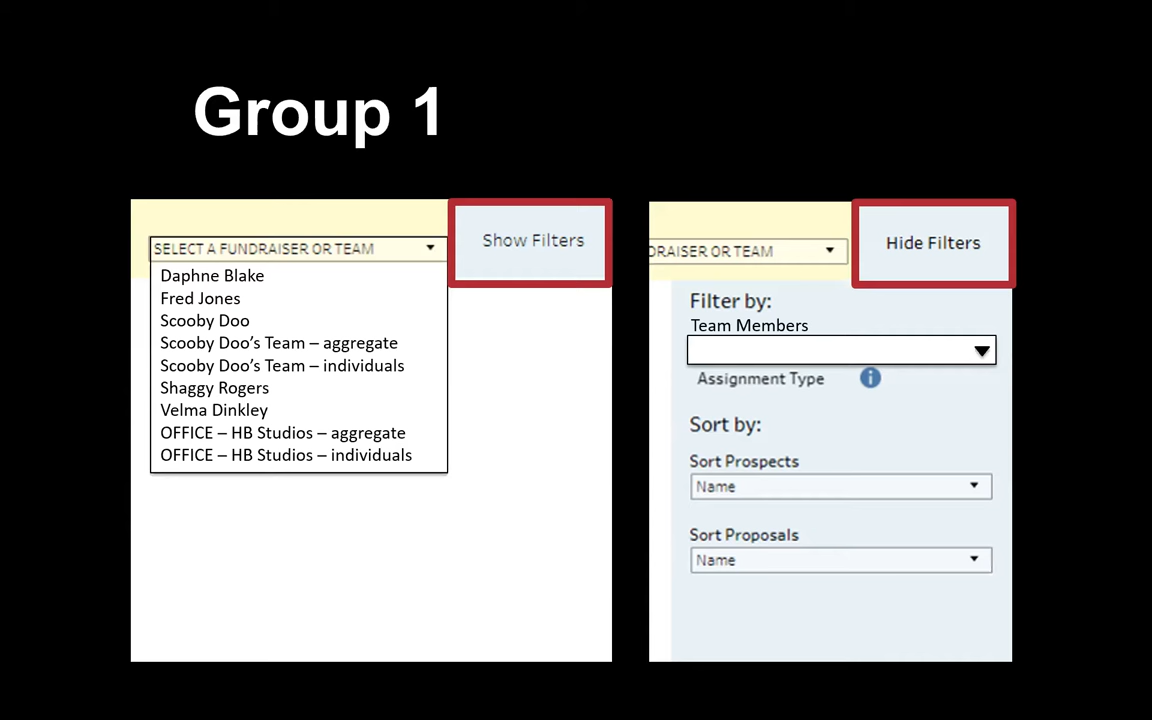 Group 1
SELECT A FUNDRAISER OR TEAM
Show Filters
Daphne Blake
Fred Jones
Scooby Doo
Scooby Doo's Team – aggregate
Scooby Doo's Team – individuals
Shaggy Rogers
Velma Dinkley
OFFICE – HB Studios – aggregate
OFFICE – HB Studios – individuals
DRAISER OR TEAM
Hide Filters
Filter by:
Team Members
Assignment Type
i
Sort by:
Sort Prospects
Name
Sort Proposals
Name